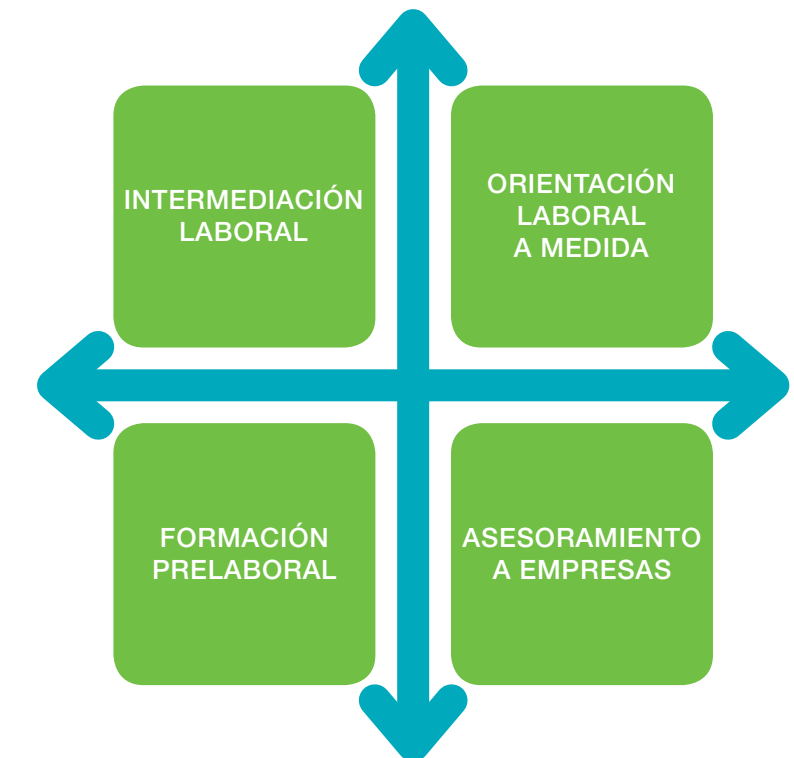 INTERMEDIACIÓN
LABORAL
ORIENTACIÓN
LABORAL
A MEDIDA
FORMACIÓN
PRELABORAL
ASESORAMIENTO
A EMPRESAS